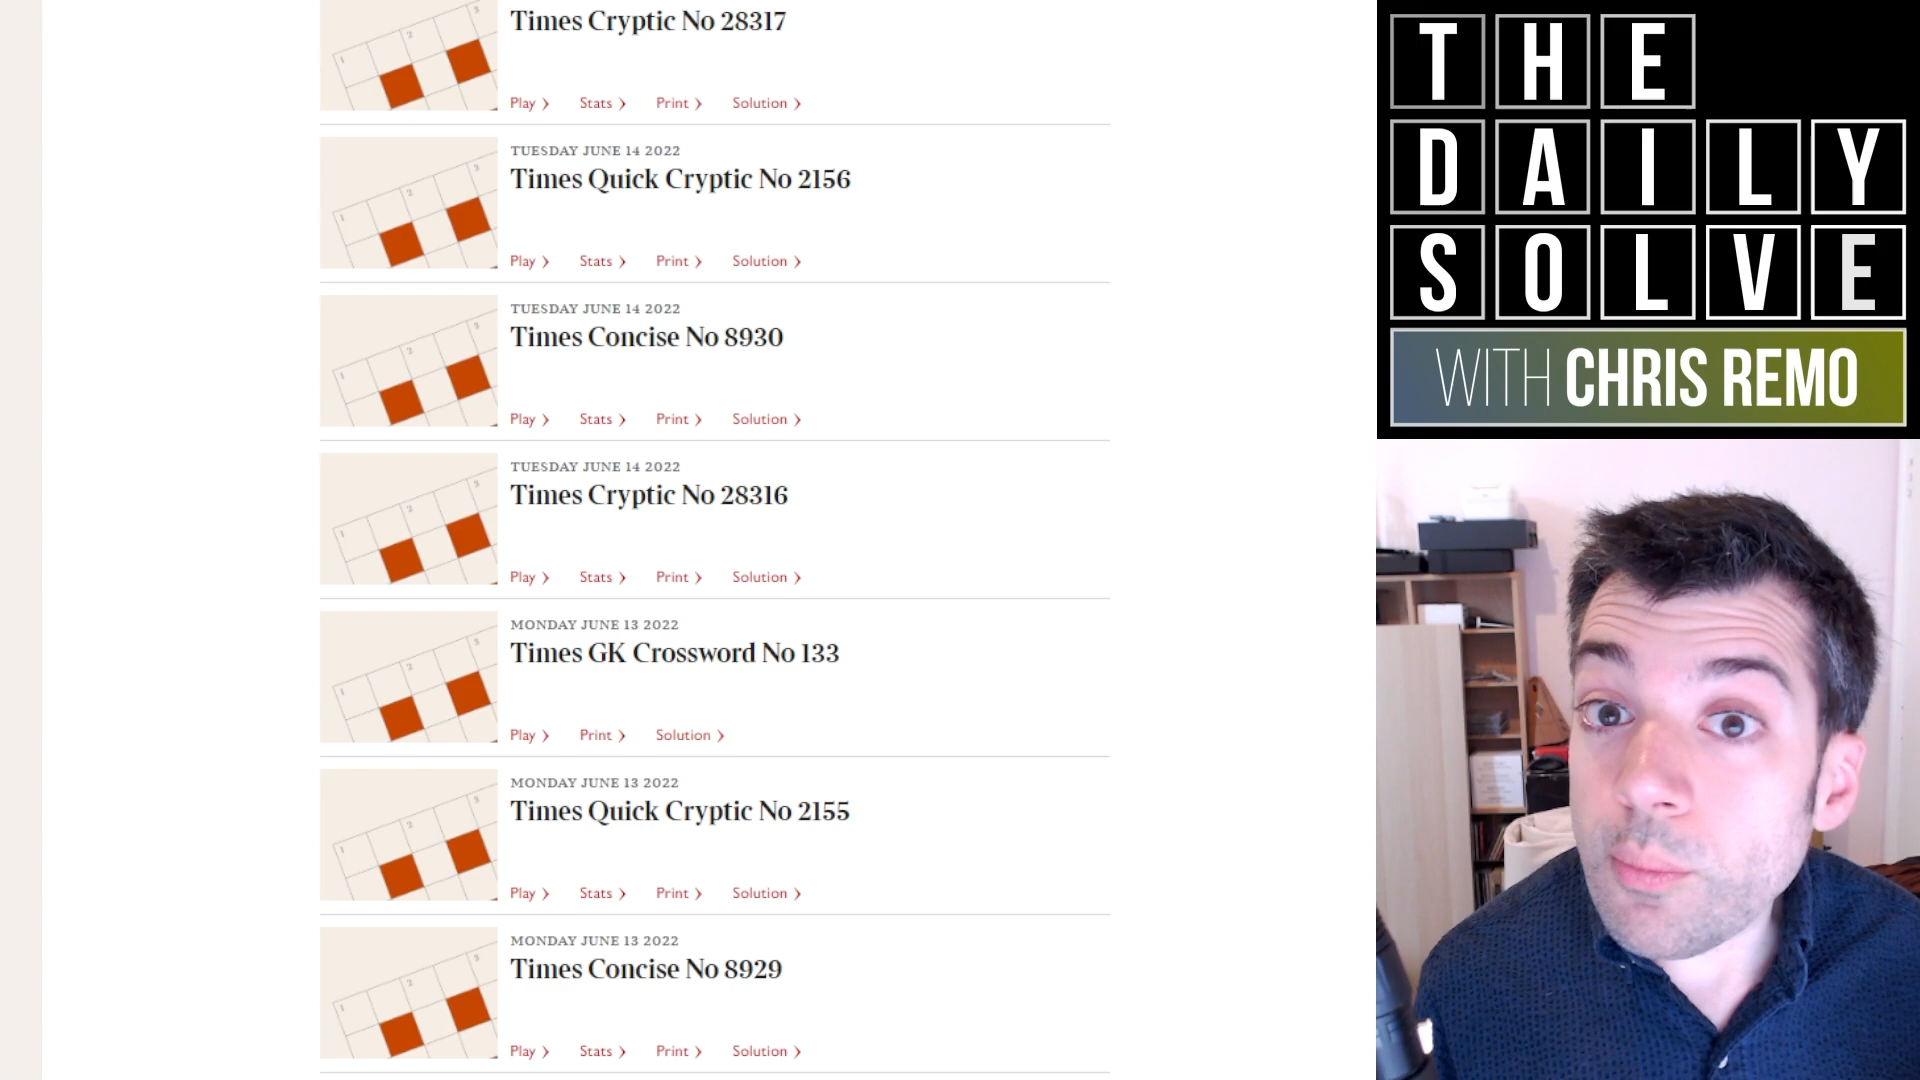 Times Cryptic No 28317
Play Stats Print Solution
TUESDAY JUNE 14 2022
Times Quick Cryptic No 2156
Play Stats Print Solution
TUESDAY JUNE 14 2022
Times Concise No 8930
Play Stats Print Solution
TUESDAY JUNE 14 2022
Times Cryptic No 28316
Play Stats Print Solution
MONDAY JUNE 13 2022
Times GK Crossword No 133
Play Print Solution
MONDAY JUNE 13 2022
Times Quick Cryptic No 2155
Play Stats Print Solution
MONDAY JUNE 13 2022
Times Concise No 8929
Play Stats Print Solution
THE
DAILY
SOLVE
WITH CHRIS REMO